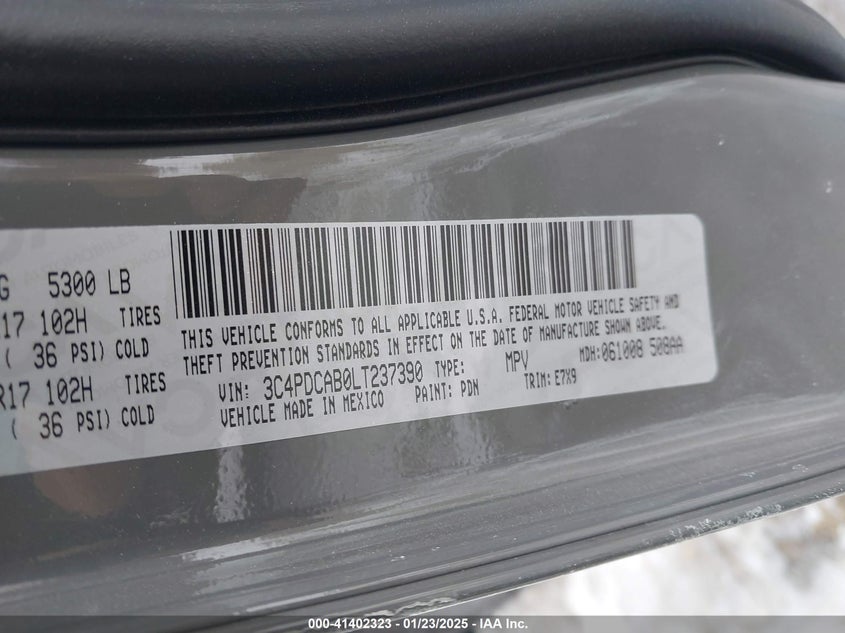 G 5300 LB
17 102H TIRES
( 36 PSI) COLD
R17 102H TIRES
( 36 PSI) COLD
THIS VEHICLE CONFORMS TO ALL APPLICABLE U.S.A. FEDERAL MOTOR VEHICLE SAFETY AND
THEFT PREVENTION STANDARDS IN EFFECT ON THE DATE OF MANUFACTURE SHOWN ABOVE.
VIN: 3C4PDCAB0LT237390 TYPE: MPV MDH:061008 508AA
VEHICLE MADE IN MEXICO PAINT: PDN TRIM: E7X9
000-41402323 - 01/23/2025 - IAA Inc.